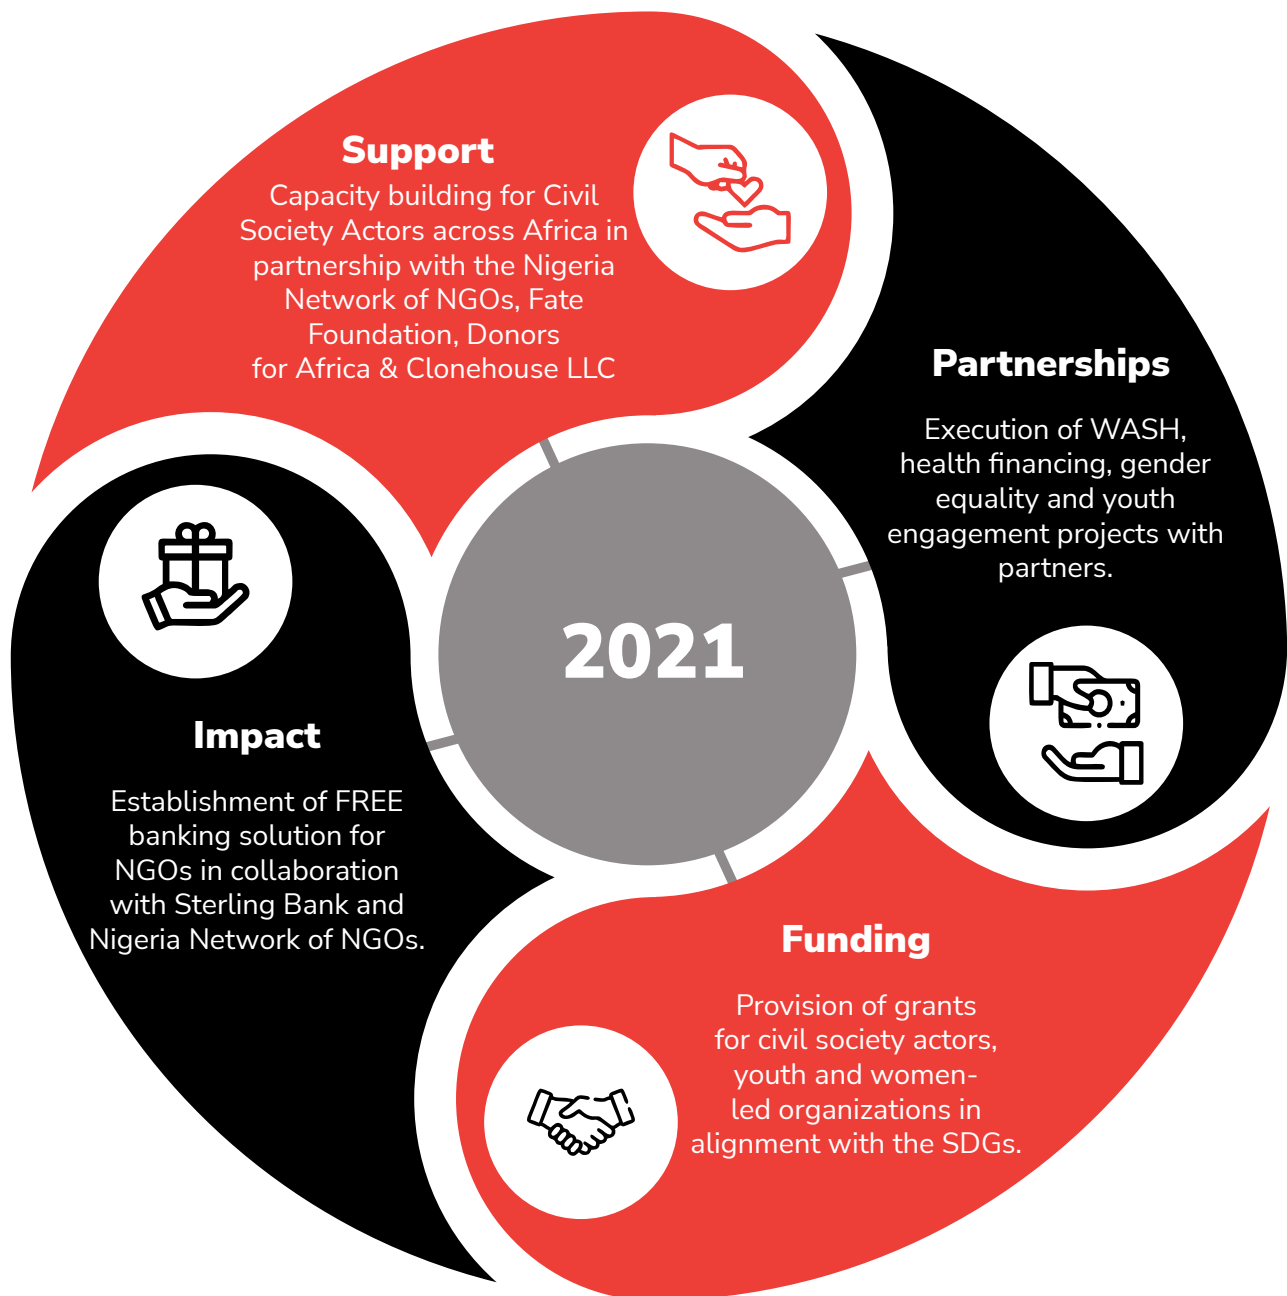 Support
Capacity building for Civil
Society Actors across Africa in
partnership with the Nigeria
Network of NGOs, Fate
Foundation, Donors
for Africa & Clonehouse LLC
Partnerships
Execution of WASH,
health financing, gender
equality and youth
engagement projects with
partners.
2021
Impact
Establishment of FREE
banking solution for
NGOs in collaboration
with Sterling Bank and
Nigeria Network of NGOs.
Funding
Provision of grants
for civil society actors,
youth and women-
led organizations in
alignment with the SDGs.